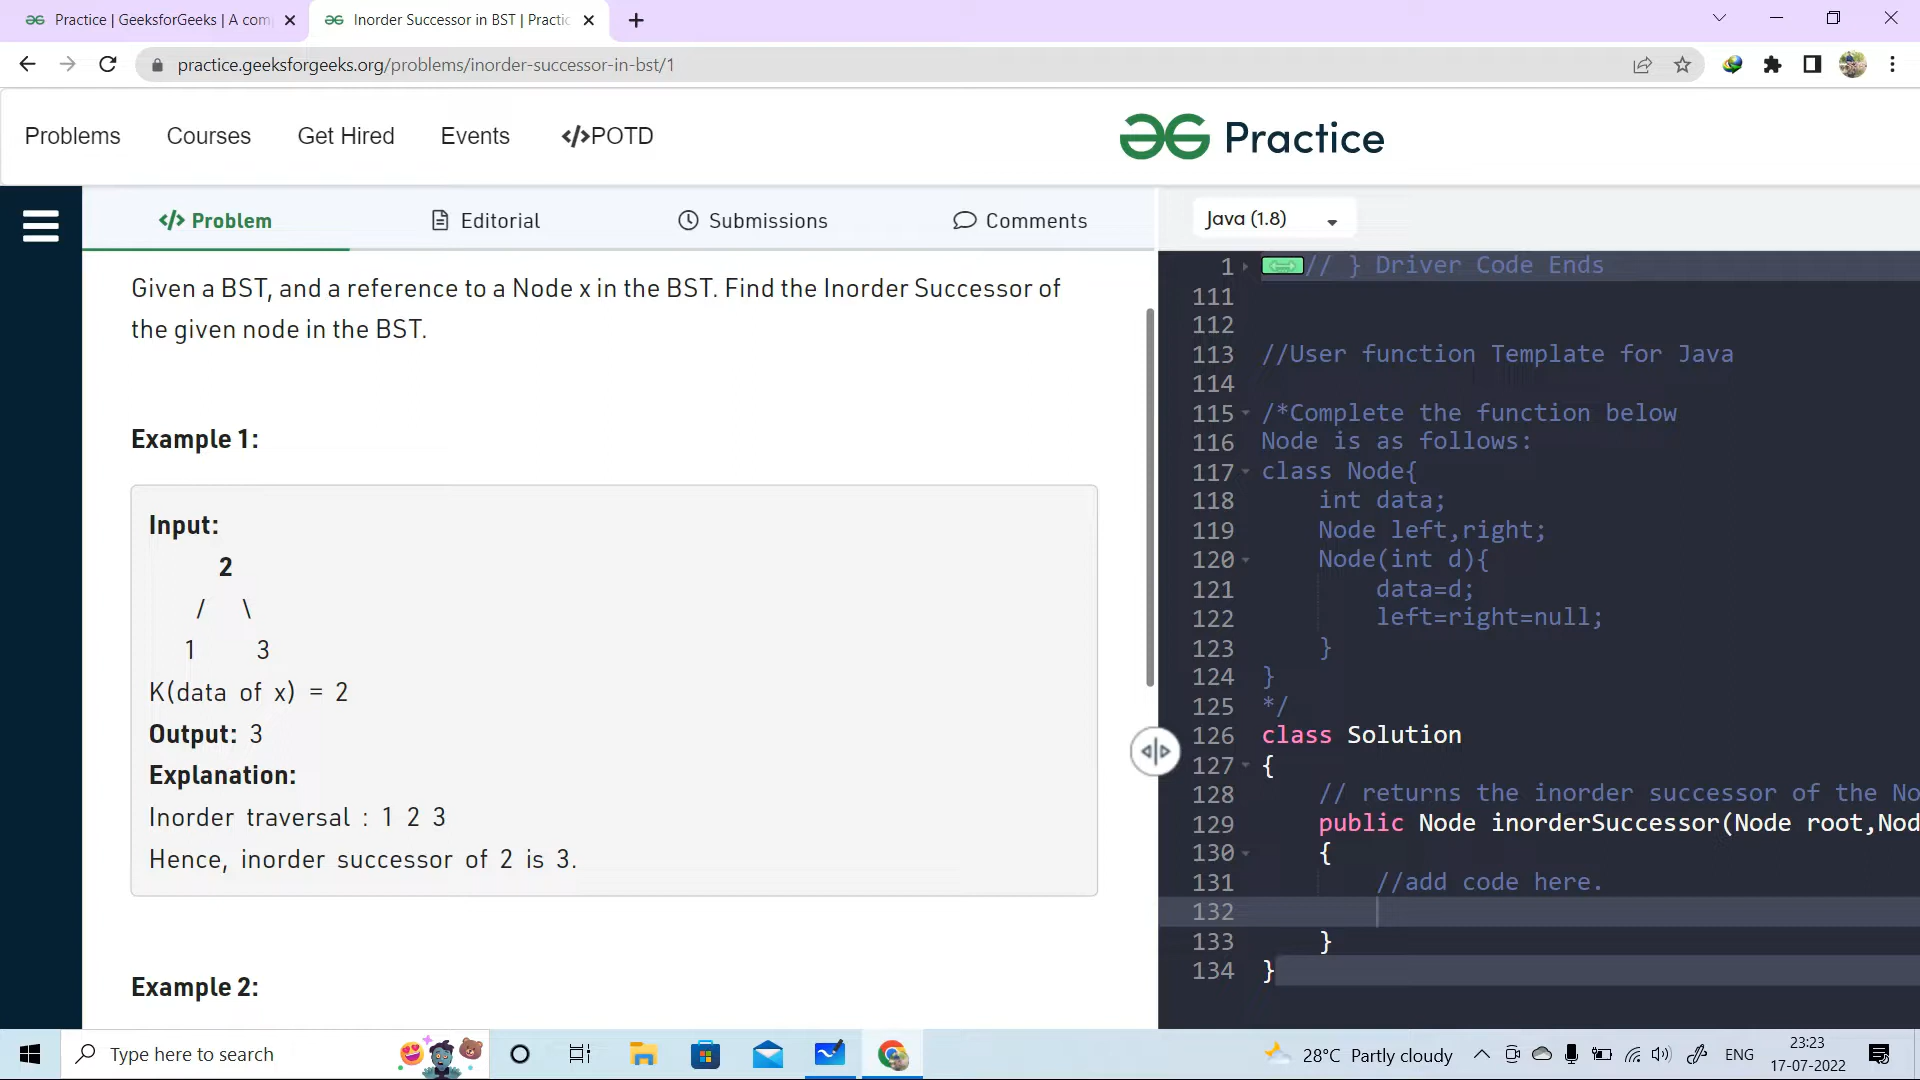 Practice | GeeksforGeeks | A com
Inorder Successor in BST | Practic
practice.geeksforgeeks.org/problems/inorder-successor-in-bst/1
Problems
Courses
Get Hired
Events
</>POTD
Practice
</> Problem
Editorial
Submissions
Comments
Java (1.8)
Given a BST, and a reference to a Node x in the BST. Find the Inorder Successor of
the given node in the BST.
Example 1:
Input:
2
/ \
1 3
K(data of x) = 2
Output: 3
Explanation:
Inorder traversal : 1 2 3
Hence, inorder successor of 2 is 3.
Example 2:
1 // } Driver Code Ends
111
112
113 //User function Template for Java
114
115 /*Complete the function below
116 Node is as follows:
117 class Node{
118 int data;
119 Node left,right;
120 Node(int d){
121 data=d;
122 left=right=null;
123 }
124 }
125 */
126 class Solution
127 {
128 // returns the inorder successor of the No
129 public Node inorderSuccessor(Node root,Nod
130 {
131 //add code here.
132
133 }
134 }
Type here to search
28°C Partly cloudy
ENG
23:23
17-07-2022